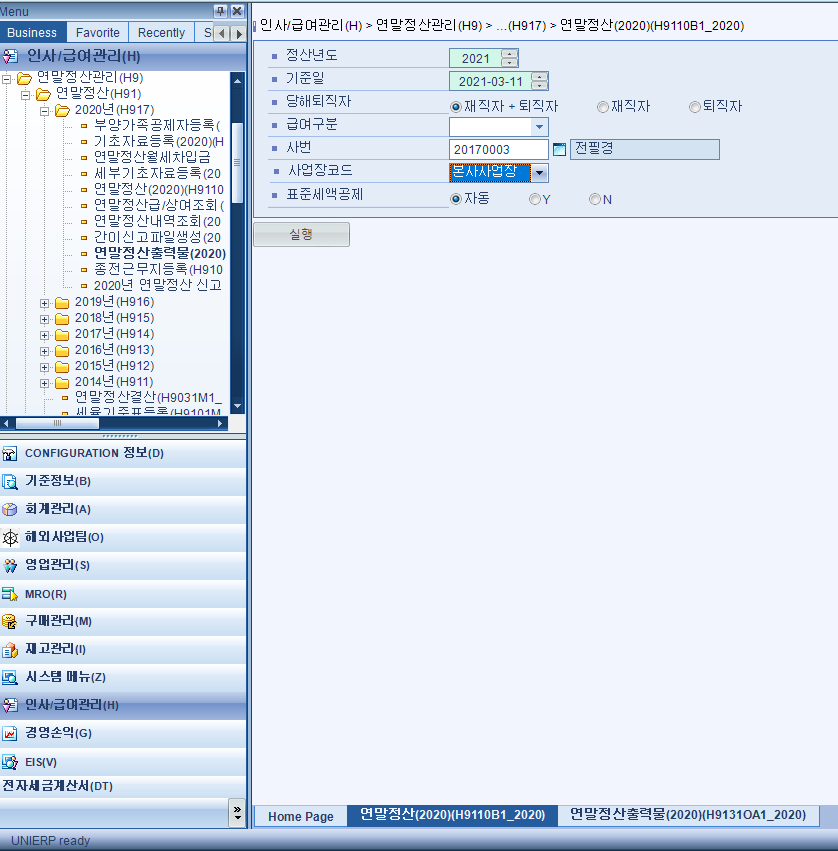 Menu
Business Favorite Recently S
인사/급여관리(H)
연말정산관리(H9)
연말정산(H91)
2020년(H917)
부양가족공제자등록(
기초자료등록(2020)(H
연말정산월세차입금
세부기초자료등록(20
연말정산(2020)(H9110
연말정산급/상여조회(
연말정산내역조회(20
간이신고파일생성(20
연말정산출력물(2020)
종전근무지등록(H910
2020년 연말정산 신고
2019년(H916)
2018년(H915)
2017년(H914)
2016년(H913)
2015년(H912)
2014년(H911)
연말정산결산(H9031M1_
세율기준표등록(H9101M
CONFIGURATION 정보(D)
기준정보(B)
회계관리(A)
해외사업팀(O)
영업관리(S)
MRO(R)
구매관리(M)
재고관리(I)
시스템 메뉴(Z)
인사/급여관리(H)
경영손익(G)
EIS(V)
전자세금계산서(DT)
인사/급여관리(H) > 연말정산관리(H9) > ...(H917) > 연말정산(2020)(H9110B1_2020)
정산년도 2021
기준일 2021-03-11
당해퇴직자 재직자 + 퇴직자 재직자 퇴직자
급여구분
사번 20170003 전필경
사업장코드 본사사업장
표준세액공제 자동 Y N
실행
Home Page 연말정산(2020)(H9110B1_2020) 연말정산출력물(2020)(H9131OA1_2020)
UNIERP ready